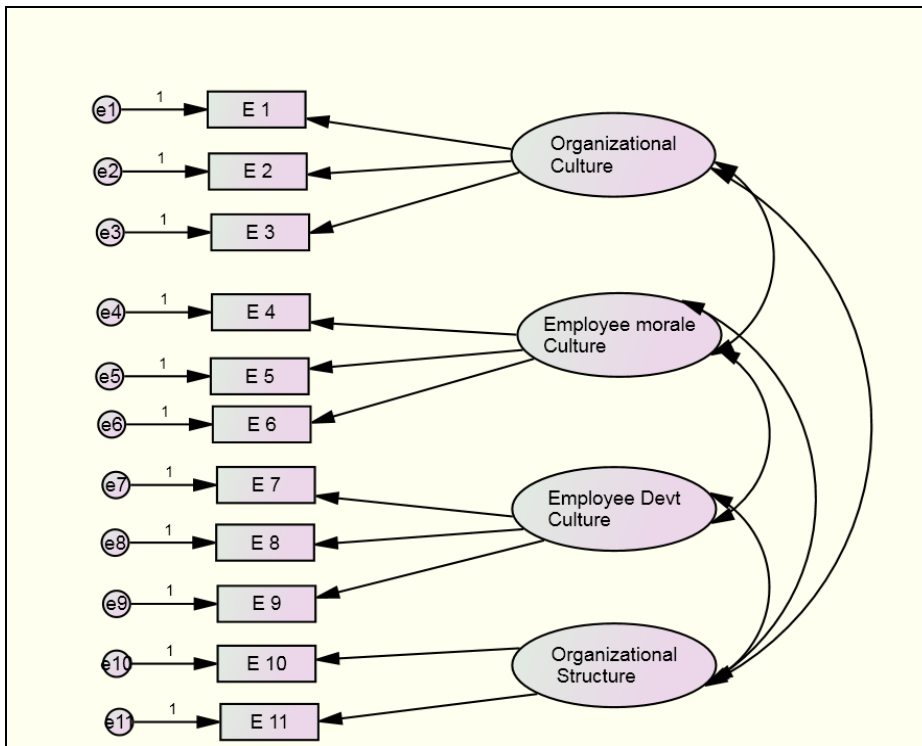 e1 1 E 1
e2 1 E 2
e3 1 E 3
Organizational
Culture
e4 1 E 4
e5 1 E 5
e6 1 E 6
Employee morale
Culture
e7 1 E 7
e8 1 E 8
e9 1 E 9
Employee Devt
Culture
e10 1 E 10
e11 1 E 11
Organizational
Structure